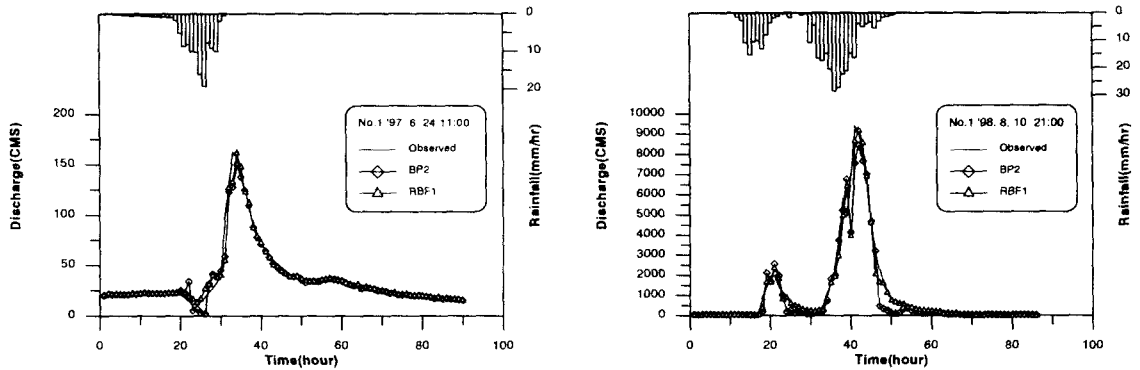 0
10
20
Rainfall(mm/hr)
200
150
100
50
0
Discharge(CMS)
No.1 '97 6 24 11:00
Observed
BP2
RBF1
0 20 40 60 80 100
Time(hour)
0
10
20
30
Rainfall(mm/hr)
10000
9000
8000
7000
6000
5000
4000
3000
2000
1000
0
Discharge(CMS)
No.1 '98. 8. 10 21:00
Observed
BP2
RBF1
0 20 40 60 80 100
Time(hour)